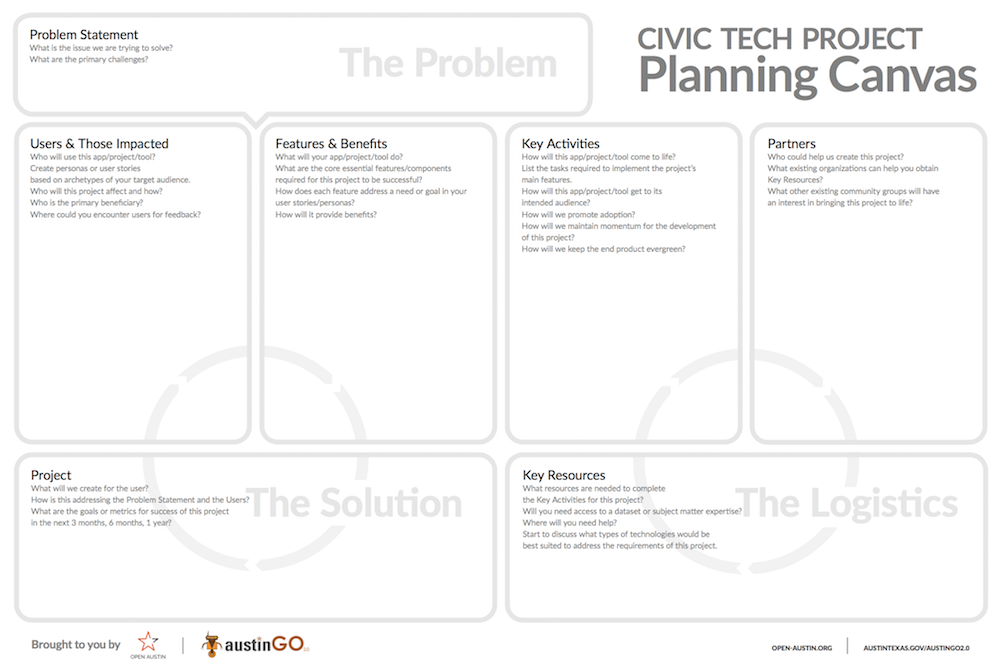 Problem Statement
What is the issue we are trying to solve?
What are the primary challenges?
The Problem
CIVIC TECH PROJECT
Planning Canvas
Users & Those Impacted
Who will use this app/project/tool?
Create personas or user stories
based on archetypes of your target audience.
Who will this project affect and how?
Who is the primary beneficiary?
Where could you encounter users for feedback?
Features & Benefits
What will your app/project/tool do?
What are the core essential features/components
required for this project to be successful?
How does each feature address a need or goal in your
user stories/personas?
How will it provide benefits?
Key Activities
How will this app/project/tool come to life?
List the tasks required to implement the project's
main features.
How will this app/project/tool get to its
intended audience?
How will we promote adoption?
How will we maintain momentum for the development
of this project?
How will we keep the end product evergreen?
Partners
Who could help us create this project?
What existing organizations can help you obtain
Key Resources?
What other existing community groups will have
an interest in bringing this project to life?
Project
What will we create for the user?
How is this addressing the Problem Statement and the Users?
What are the goals or metrics for success of this project
in the next 3 months, 6 months, 1 year?
The Solution
Key Resources
What resources are needed to complete
the Key Activities for this project?
Will you need access to a dataset or subject matter expertise?
Where will you need help?
Start to discuss what types of technologies would be
best suited to address the requirements of this project.
The Logistics
Brought to you by
OPEN AUSTIN
austinGO
OPEN-AUSTIN.ORG
AUSTINTEXAS.GOV/AUSTINGO2.0